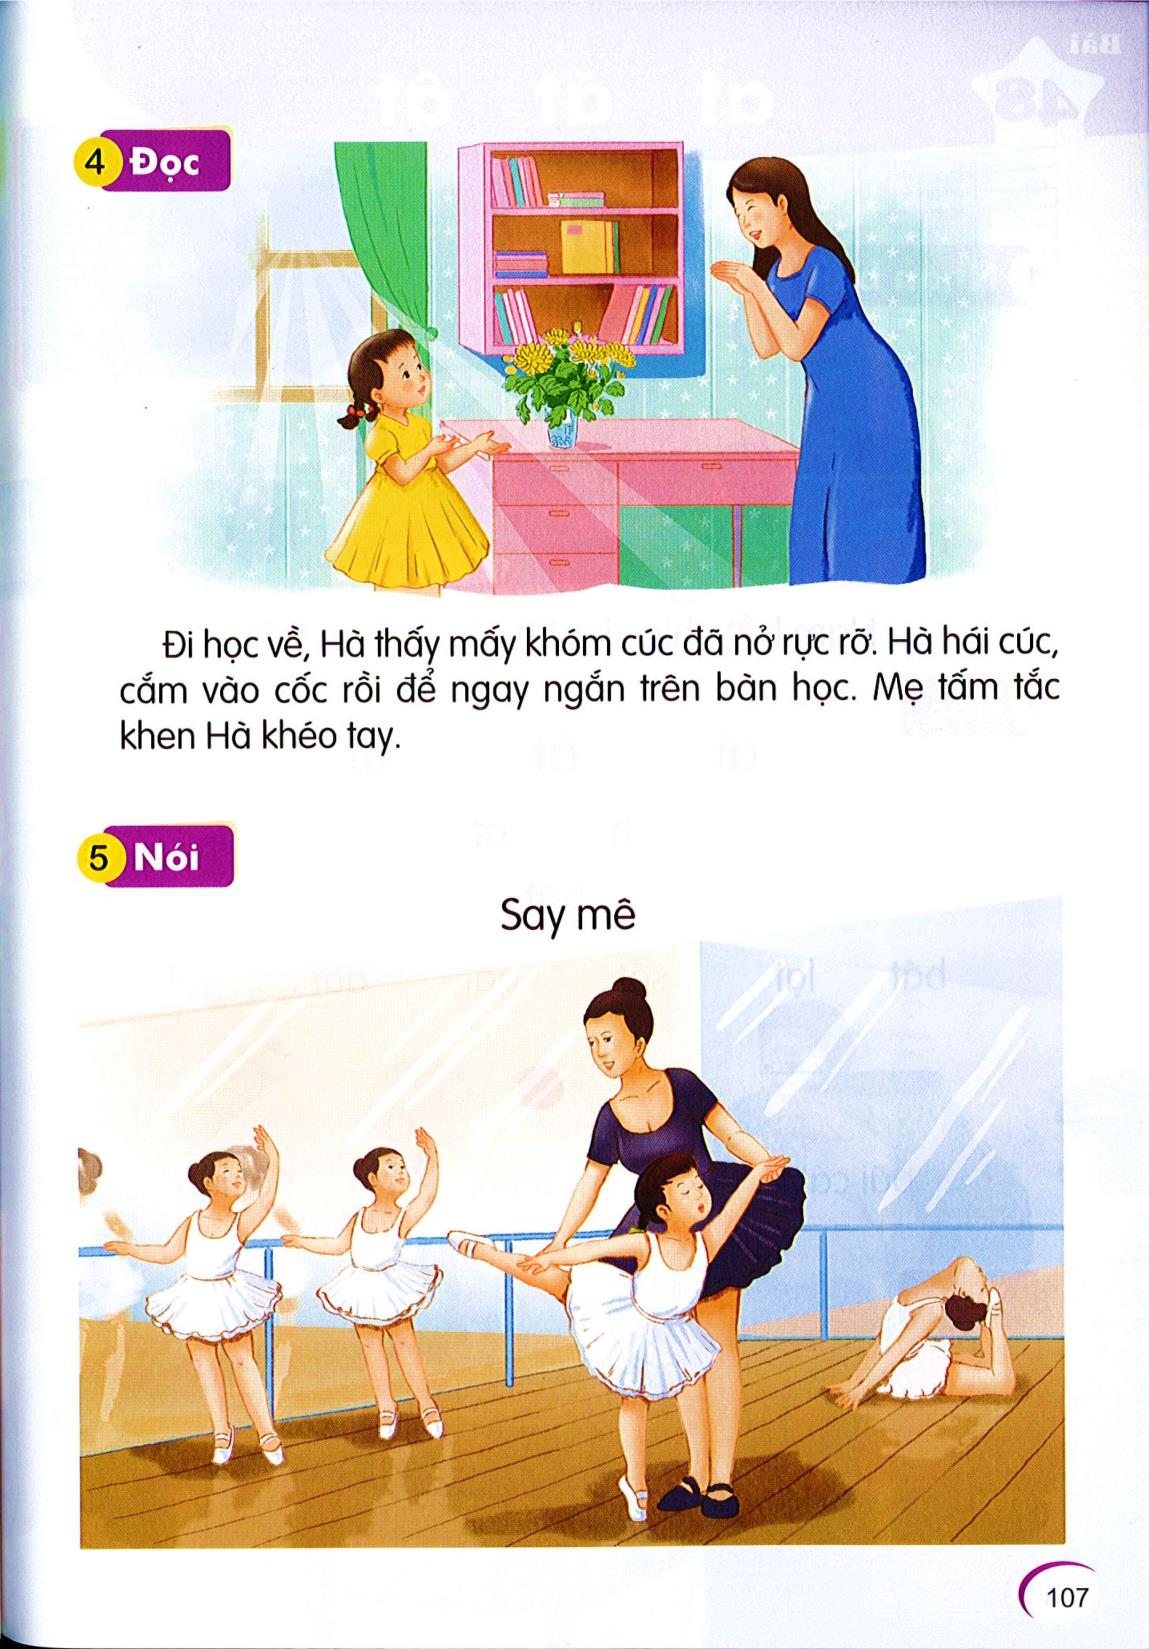 4 Đọc
Đi học về, Hà thấy mấy khóm cúc đã nở rực rỡ. Hà hái cúc,
cắm vào cốc rồi để ngay ngắn trên bàn học. Mẹ tấm tắc
khen Hà khéo tay.
5 Nói
Say mê
107